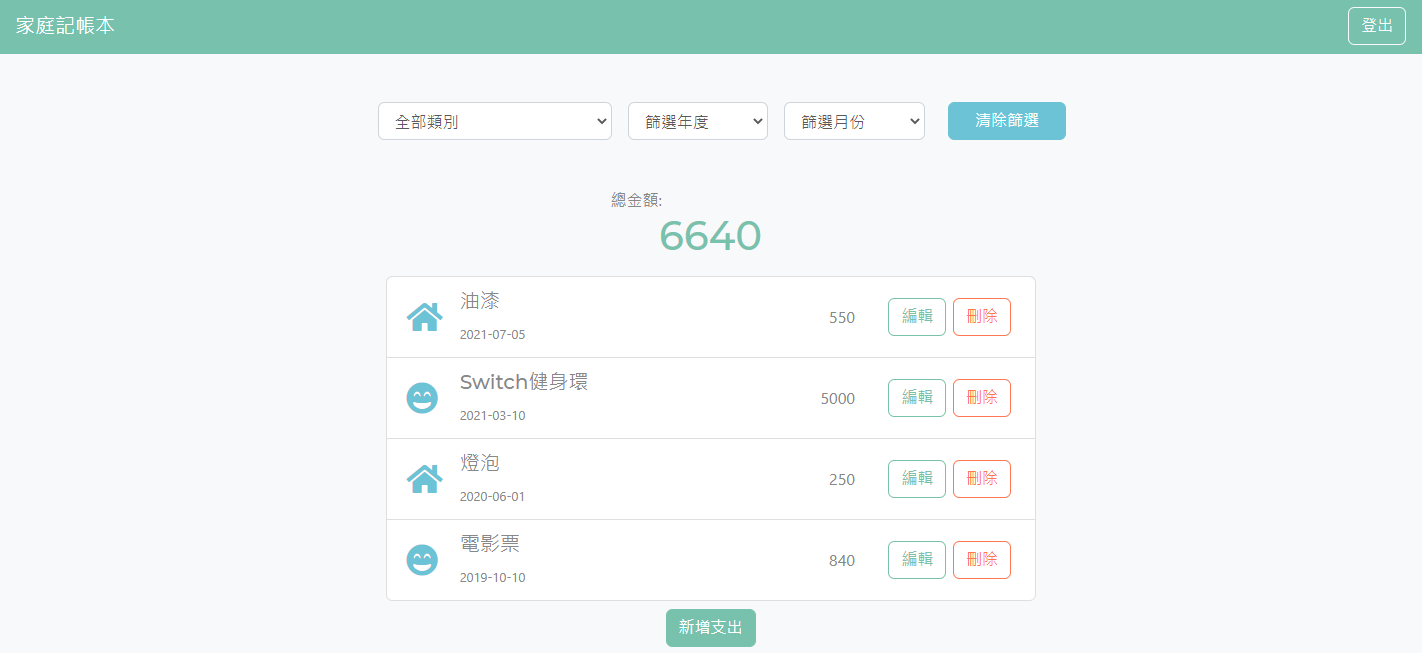 家庭記帳本
登出
全部類別 篩選年度 篩選月份 清除篩選
總金額:
6640
油漆
2021-07-05
550 編輯 刪除
Switch健身環
2021-03-10
5000 編輯 刪除
燈泡
2020-06-01
250 編輯 刪除
電影票
2019-10-10
840 編輯 刪除
新增支出